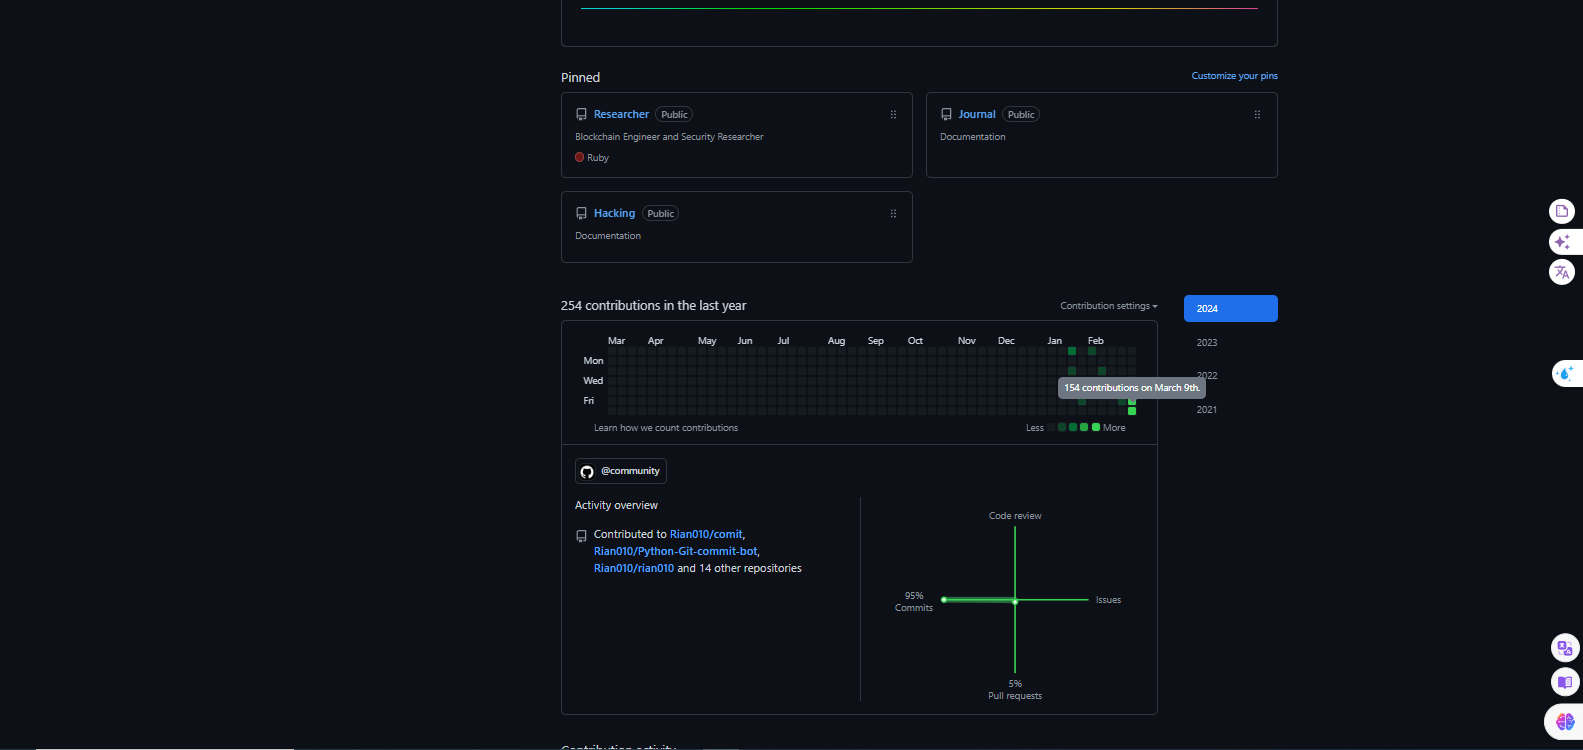 Pinned
Customize your pins
Researcher Public
Blockchain Engineer and Security Researcher
Ruby
Journal Public
Documentation
Hacking Public
Documentation
254 contributions in the last year
Contribution settings
2024
2023
2022
2021
Mar Apr May Jun Jul Aug Sep Oct Nov Dec Jan Feb
Mon
Wed
Fri
154 contributions on March 9th.
Learn how we count contributions
Less More
@community
Activity overview
Contributed to Rian010/comit,
Rian010/Python-Git-commit-bot,
Rian010/rian010 and 14 other repositories
Code review
95%
Commits
Issues
5%
Pull requests
Contribution activity